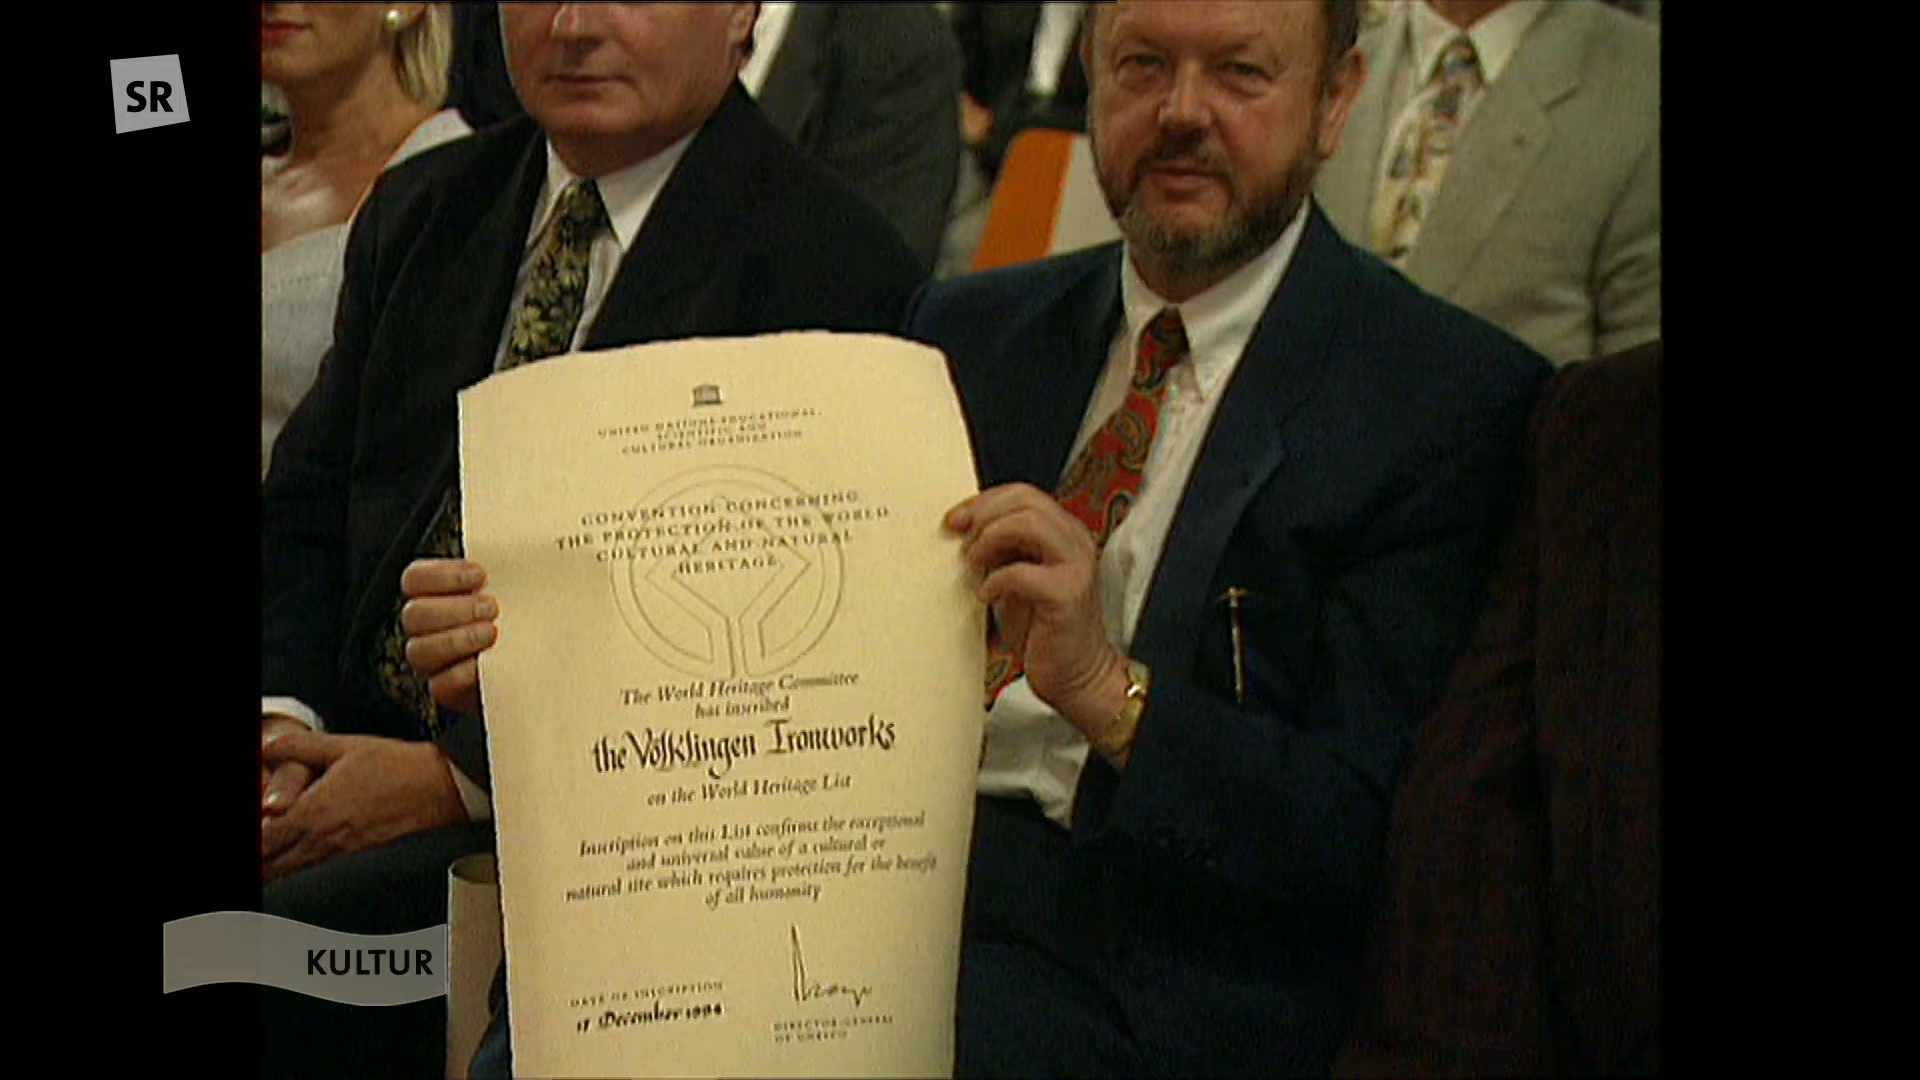 SR
UNITED NATIONS EDUCATIONAL,
SCIENTIFIC AND
CULTURAL ORGANIZATION
CONVENTION CONCERNING
THE PROTECTION OF THE WORLD
CULTURAL AND NATURAL
HERITAGE
The World Heritage Committee
has inscribed
the Völklingen Ironworks
on the World Heritage List
Inscription on this List confirms the exceptional
and universal value of a cultural or
natural site which requires protection for the benefit
of all humanity
DATE OF INSCRIPTION
17 December 1994
DIRECTOR-GENERAL
OF UNESCO
KULTUR